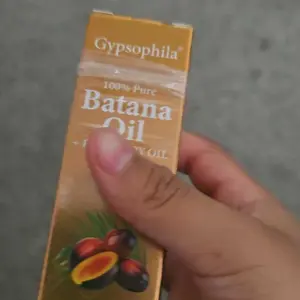 Gypsophila®
100% Pure
Batana
Oil
OIL